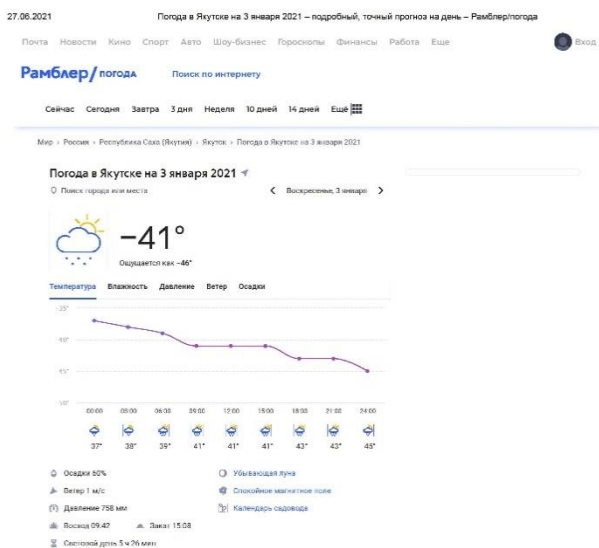 27.06.2021 Погода в Якутске на 3 января 2021 – подробный, точный прогноз на день – Рамблер/погода
Почта Новости Кино Спорт Авто Шоу-бизнес Гороскопы Финансы Работа Еще Вход
Рамблер/погода Поиск по интернету
Сейчас Сегодня Завтра 3 дня Неделя 10 дней 14 дней Ещё
Мир › Россия › Республика Саха (Якутия) › Якутск › Погода в Якутске на 3 января 2021
Погода в Якутске на 3 января 2021
Поиск города или места < Воскресенье, 3 января >
−41°
Ощущается как −46°
Температура Влажность Давление Ветер Осадки
-35°
-40°
-45°
-50°
00:00 03:00 06:00 09:00 12:00 15:00 18:00 21:00 24:00
37° 38° 39° 41° 41° 41° 43° 43° 45°
Осадки 60% Убывающая луна
Ветер 1 м/с Спокойное магнитное поле
Давление 758 мм Календарь садовода
Восход 09:42 Закат 15:08
Световой день 5 ч 26 мин